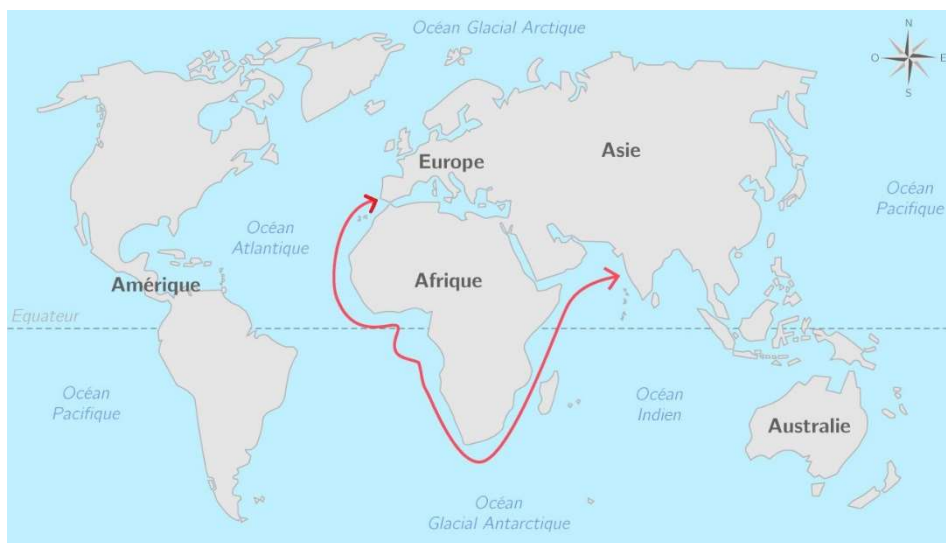 Océan Glacial Arctique
N
O
E
S
Europe
Asie
Océan
Pacifique
Océan
Atlantique
Amérique
Afrique
Equateur
Océan
Pacifique
Océan
Indien
Australie
Océan
Glacial Antarctique